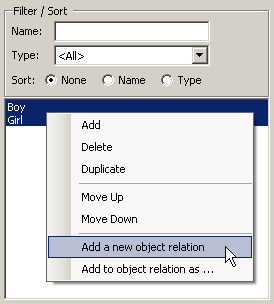 Filter / Sort
Name:
Type: <All>
Sort: None Name Type
Boy
Girl
Add
Delete
Duplicate
Move Up
Move Down
Add a new object relation
Add to object relation as ...